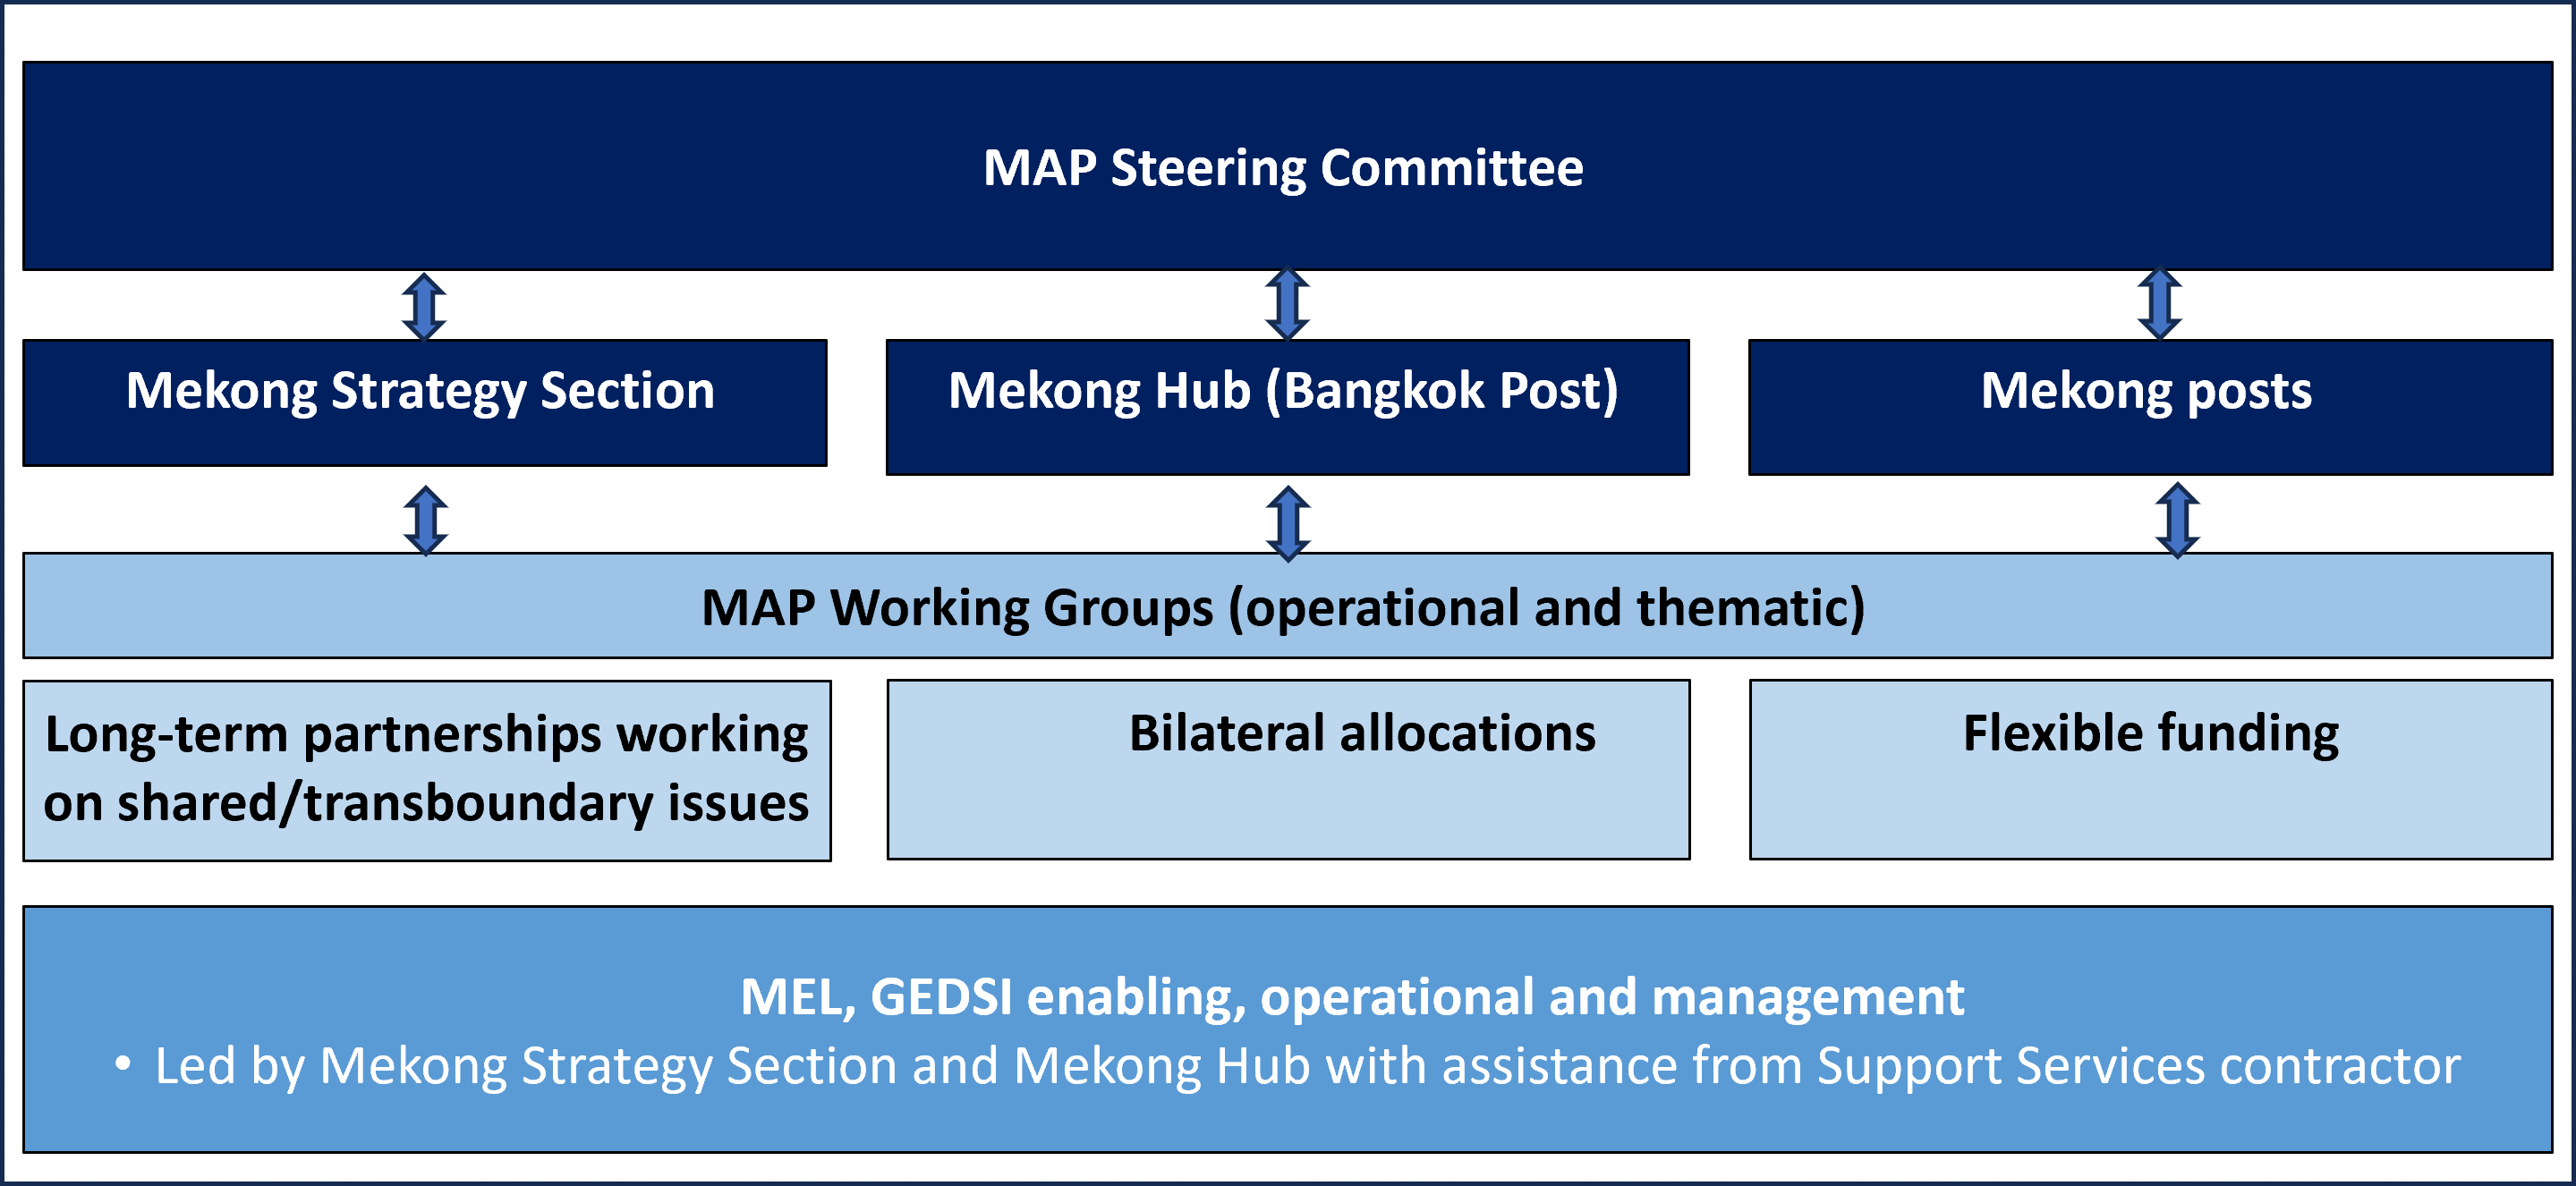 MAP Steering Committee
Mekong Strategy Section
Mekong Hub (Bangkok Post)
Mekong posts
MAP Working Groups (operational and thematic)
Long-term partnerships working
on shared/transboundary issues
Bilateral allocations
Flexible funding
MEL, GEDSI enabling, operational and management
• Led by Mekong Strategy Section and Mekong Hub with assistance from Support Services contractor